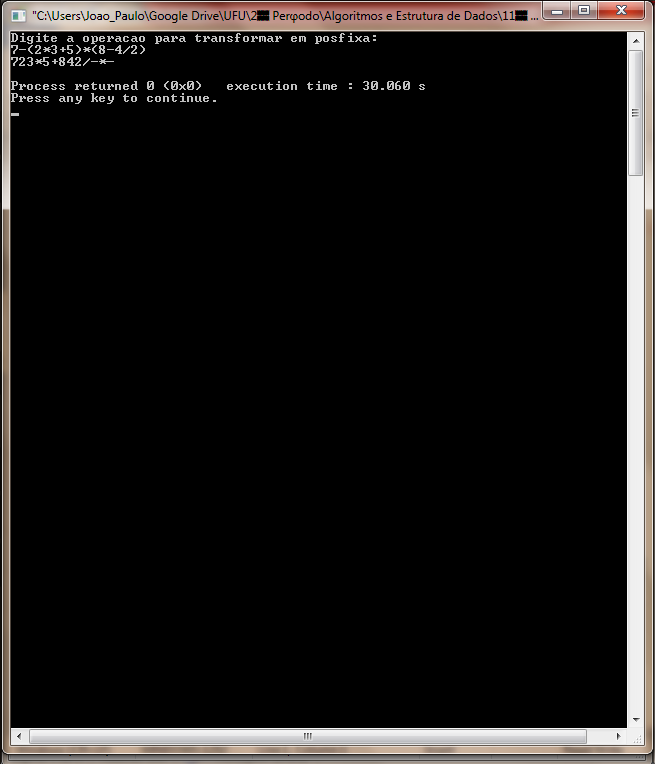 "C:\Users\Joao_Paulo\Google Drive\UFU\2 Perpodo\Algoritmos e Estrutura de Dados\11 ...
Digite a operacao para transformar em posfixa:
7-(2*3+5)*(8-4/2)
723*5+842/-*-
Process returned 0 (0x0)   execution time : 30.060 s
Press any key to continue.